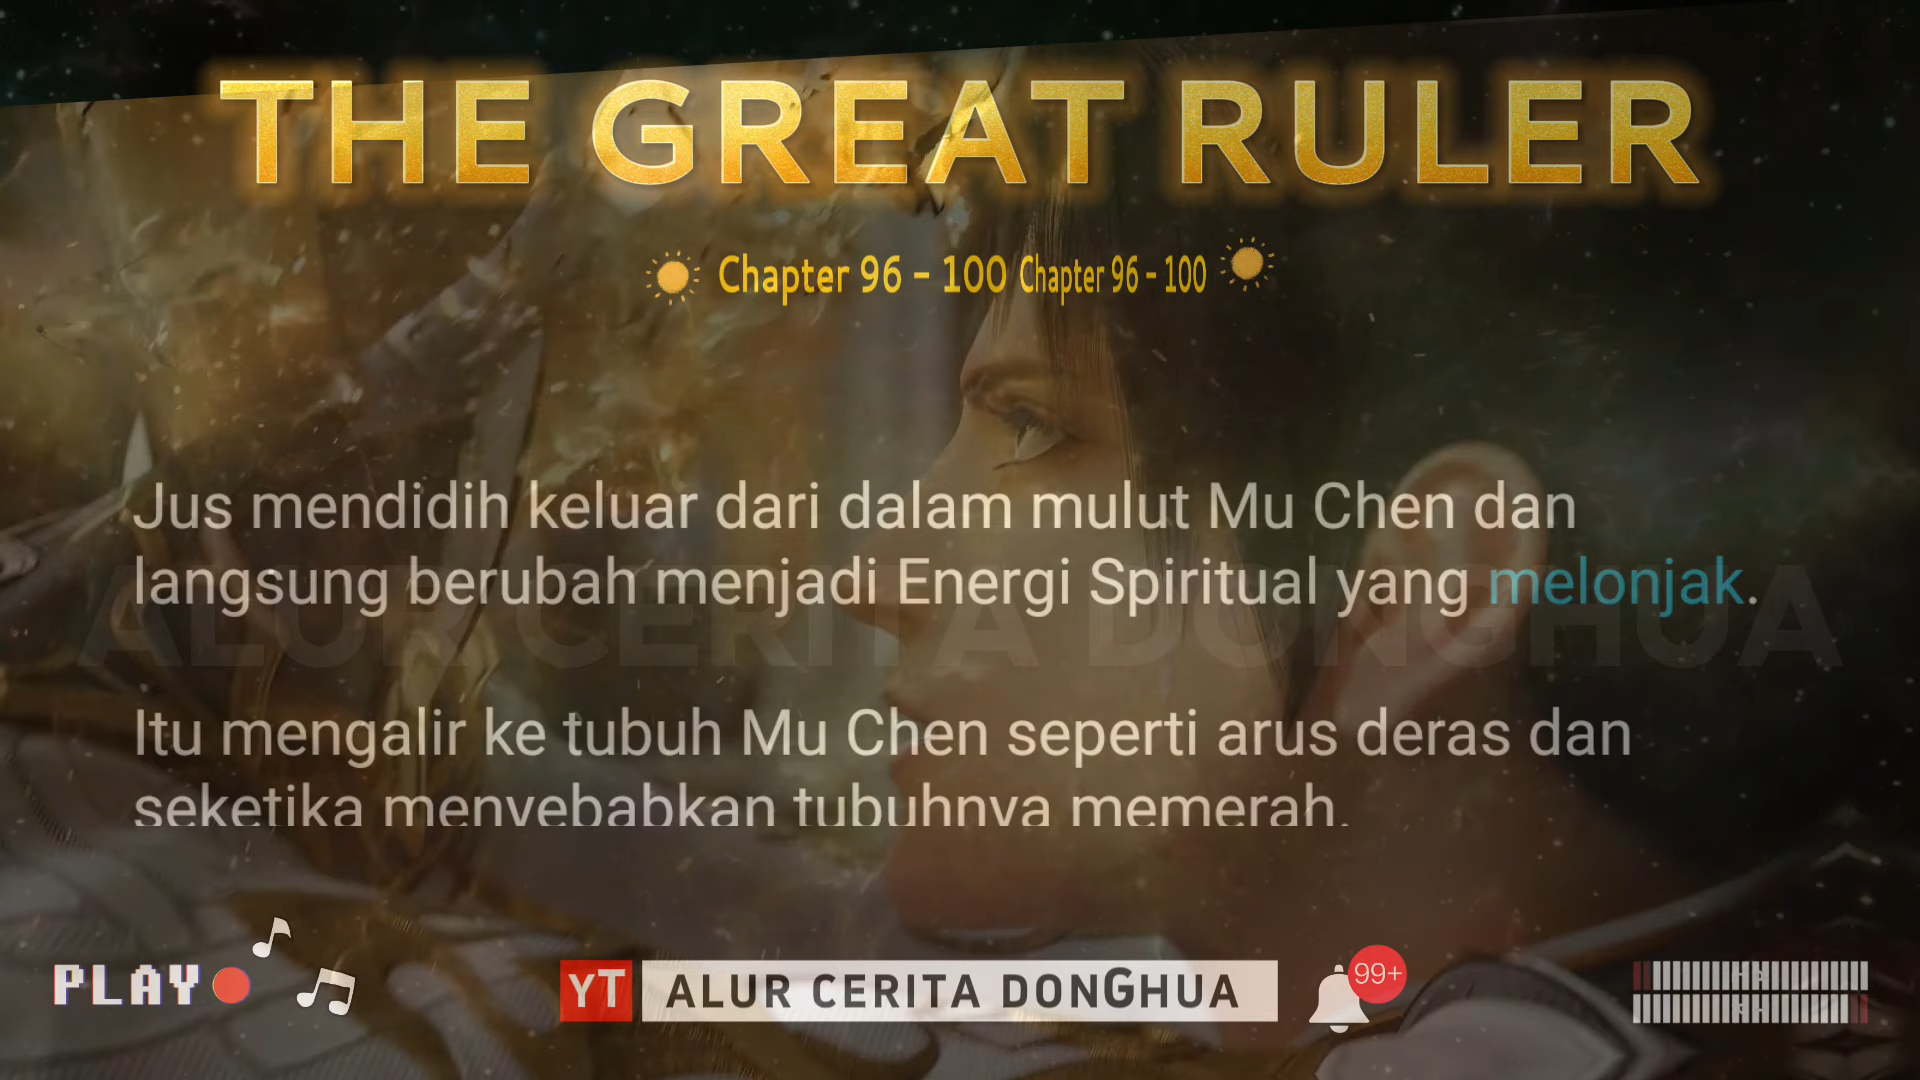 THE GREAT RULER
Chapter 96 - 100 Chapter 96 - 100
Jus mendidih keluar dari dalam mulut Mu Chen dan
langsung berubah menjadi Energi Spiritual yang melonjak.
ALUR CERITA DONGHUA
Itu mengalir ke tubuh Mu Chen seperti arus deras dan
seketika menyebabkan tubuhnya memerah.
PLAY
YT ALUR CERITA DONGHUA
99+